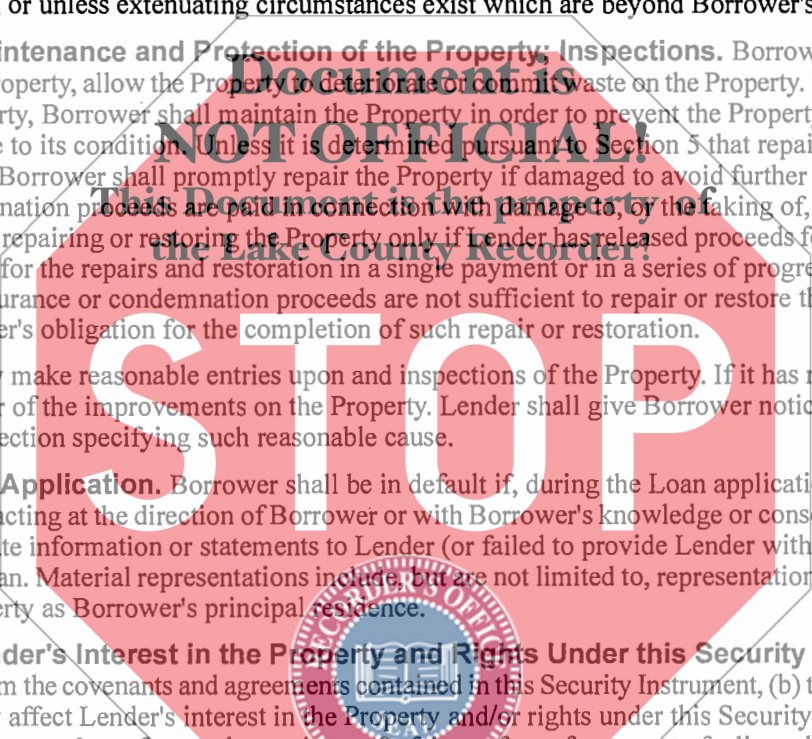 or unless extenuating circumstances exist which are beyond Borrower's
intenance and Protection of the Property; Inspections. Borrow
roperty, allow the Property to deteriorate or commit waste on the Property.
Document is
rty, Borrower shall maintain the Property in order to prevent the Propert
e to its condition. Unless it is determined pursuant to Section 5 that repai
NOT OFFICIAL!
Borrower shall promptly repair the Property if damaged to avoid further
nation proceeds are paid in connection with damage to, or the taking of,
This Document is the property of
repairing or restoring the Property only if Lender has released proceeds f
the Lake County Recorder!
for the repairs and restoration in a single payment or in a series of progre
urance or condemnation proceeds are not sufficient to repair or restore th
er's obligation for the completion of such repair or restoration.
STOP
make reasonable entries upon and inspections of the Property. If it has r
r of the improvements on the Property. Lender shall give Borrower notic
ection specifying such reasonable cause.
Application. Borrower shall be in default if, during the Loan applicati
acting at the direction of Borrower or with Borrower's knowledge or cons
te information or statements to Lender (or failed to provide Lender with
an. Material representations include, but are not limited to, representation
erty as Borrower's principal residence.
RECORDER'S OFFIC
SEAL
der's Interest in the Property and Rights Under this Security
m the covenants and agreements contained in this Security Instrument, (b) t
y affect Lender's interest in the Property and/or rights under this Security